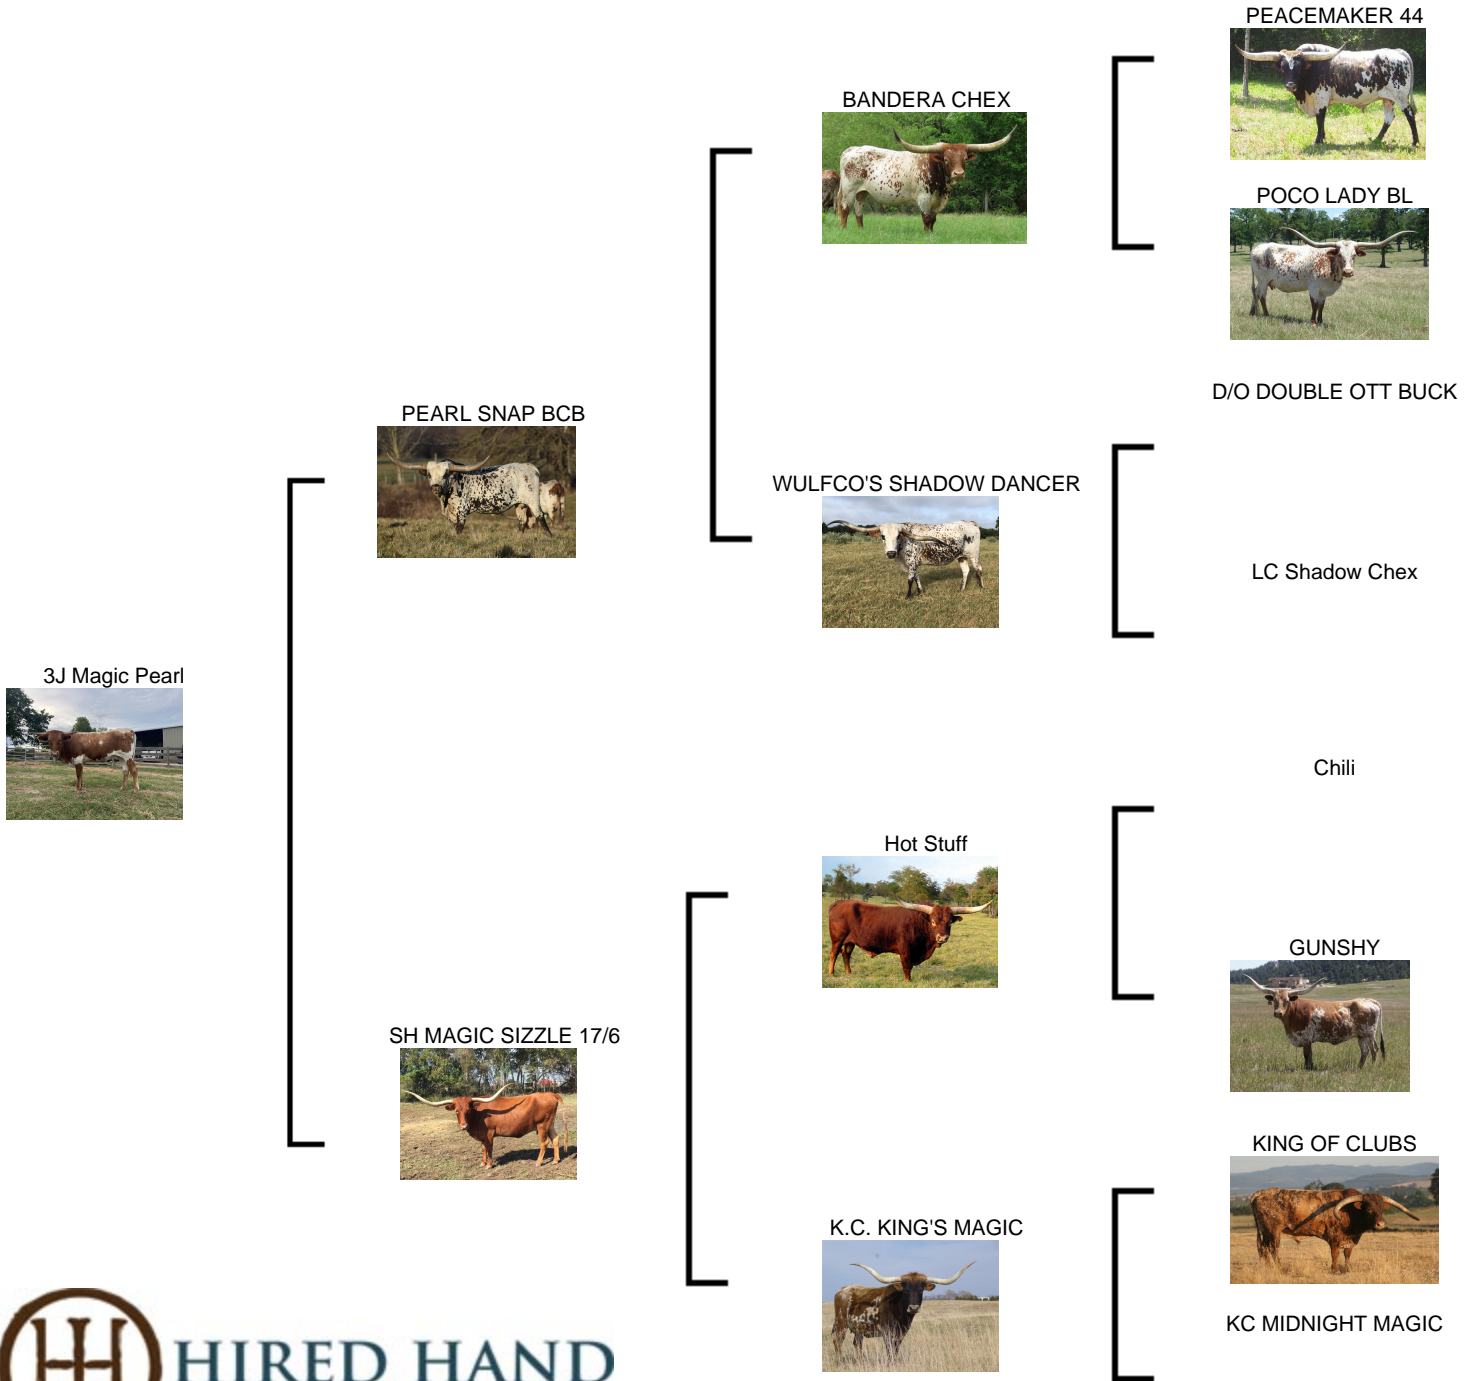 PEACEMAKER 44
BANDERA CHEX
POCO LADY BL
D/O DOUBLE OTT BUCK
PEARL SNAP BCB
WULFCO'S SHADOW DANCER
LC Shadow Chex
3J Magic Pearl
Chili
Hot Stuff
GUNSHY
SH MAGIC SIZZLE 17/6
KING OF CLUBS
K.C. KING'S MAGIC
KC MIDNIGHT MAGIC
HIRED HAND